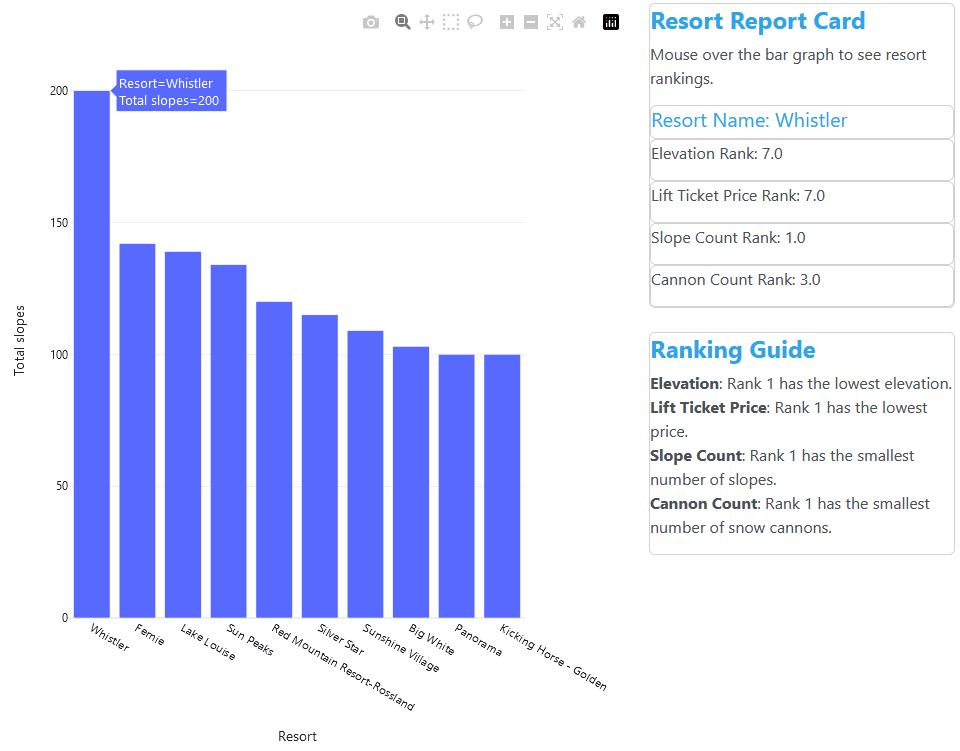 Resort Report Card
Mouse over the bar graph to see resort
rankings.
Resort Name: Whistler
Elevation Rank: 7.0
Lift Ticket Price Rank: 7.0
Slope Count Rank: 1.0
Cannon Count Rank: 3.0
Ranking Guide
Elevation: Rank 1 has the lowest elevation.
Lift Ticket Price: Rank 1 has the lowest
price.
Slope Count: Rank 1 has the smallest
number of slopes.
Cannon Count: Rank 1 has the smallest
number of snow cannons.
Resort=Whistler
Total slopes=200
200
150
100
50
0
Total slopes
Whistler
Fernie
Lake Louise
Sun Peaks
Red Mountain Resort-Rossland
Silver Star
Sunshine Village
Big White
Panorama
Kicking Horse - Golden
Resort